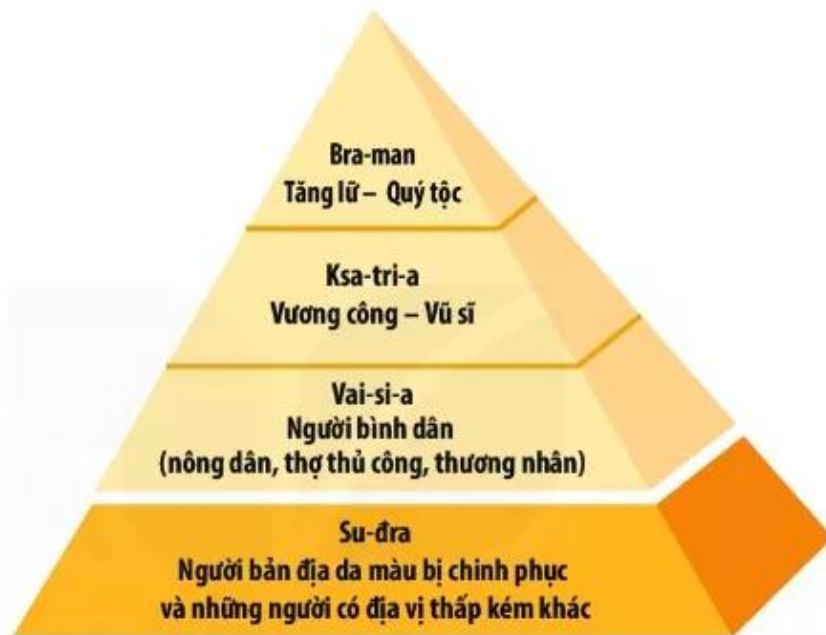 Bra-man
Tăng lữ – Quý tộc
Ksa-tri-a
Vương công – Vũ sĩ
Vai-si-a
Người bình dân
(nông dân, thợ thủ công, thương nhân)
Su-đra
Người bản địa da màu bị chinh phục
và những người có địa vị thấp kém khác